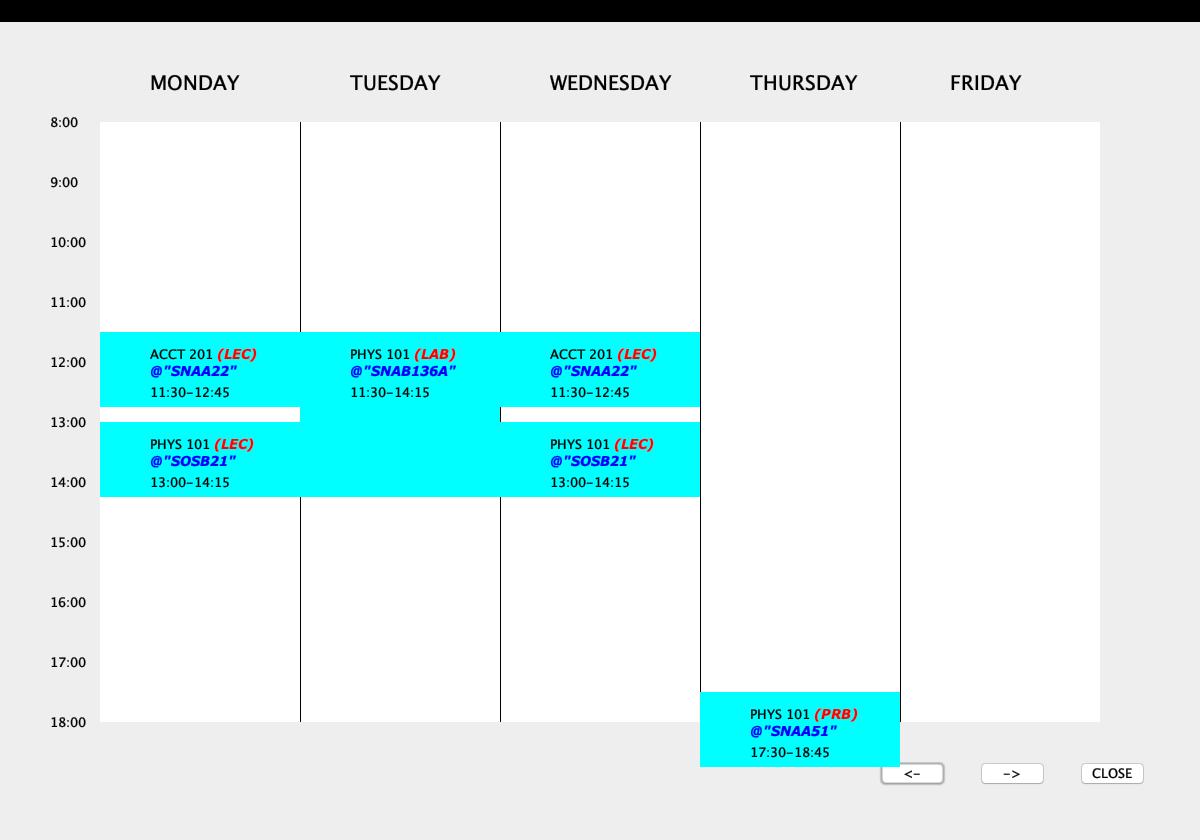 MONDAY TUESDAY WEDNESDAY THURSDAY FRIDAY
8:00
9:00
10:00
11:00
ACCT 201 (LEC) PHYS 101 (LAB) ACCT 201 (LEC)
12:00
@"SNAA22" @"SNAB136A" @"SNAA22"
11:30-12:45 11:30-14:15 11:30-12:45
13:00
PHYS 101 (LEC) PHYS 101 (LEC)
@"SOSB21" @"SOSB21"
14:00 13:00-14:15 13:00-14:15
15:00
16:00
17:00
PHYS 101 (PRB)
18:00
@"SNAA51"
17:30-18:45
<- -> CLOSE